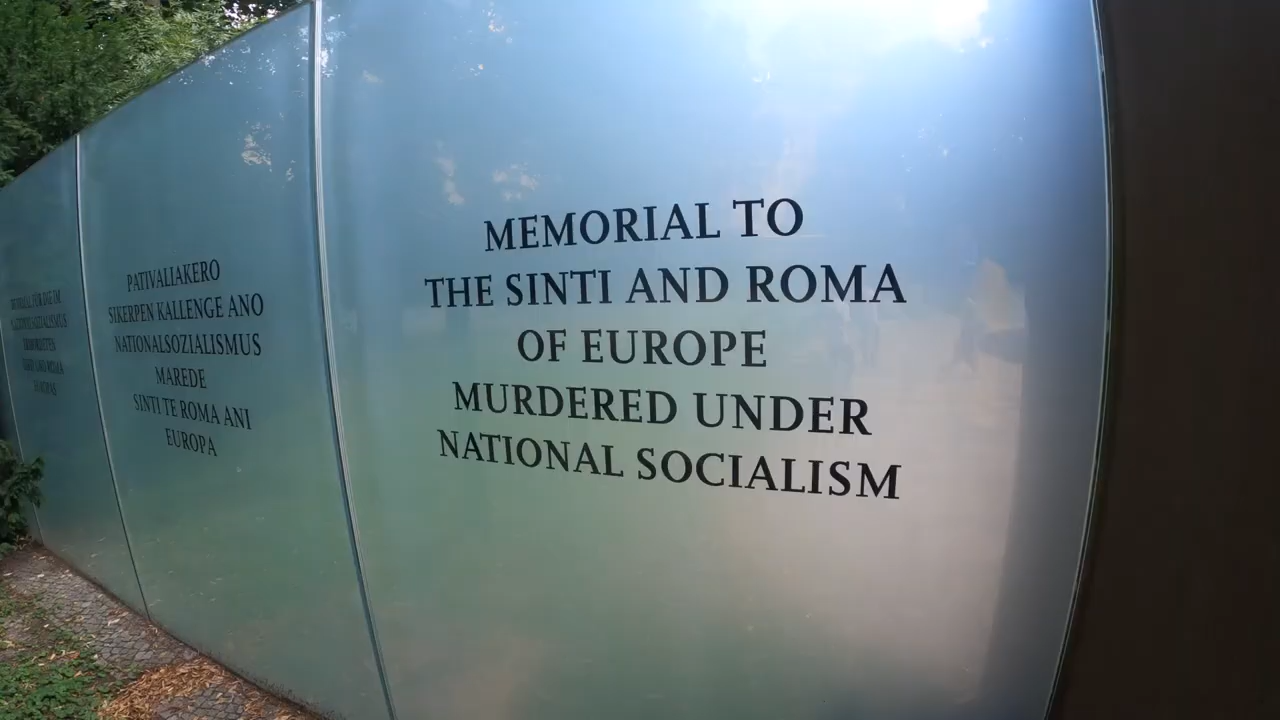 PATIVALIAKERO
SIKERPEN KALLENGE ANO
NATIONALSOZIALISMUS
MAREDE
SINTI TE ROMA ANI
EUROPA
MEMORIAL TO
THE SINTI AND ROMA
OF EUROPE
MURDERED UNDER
NATIONAL SOCIALISM